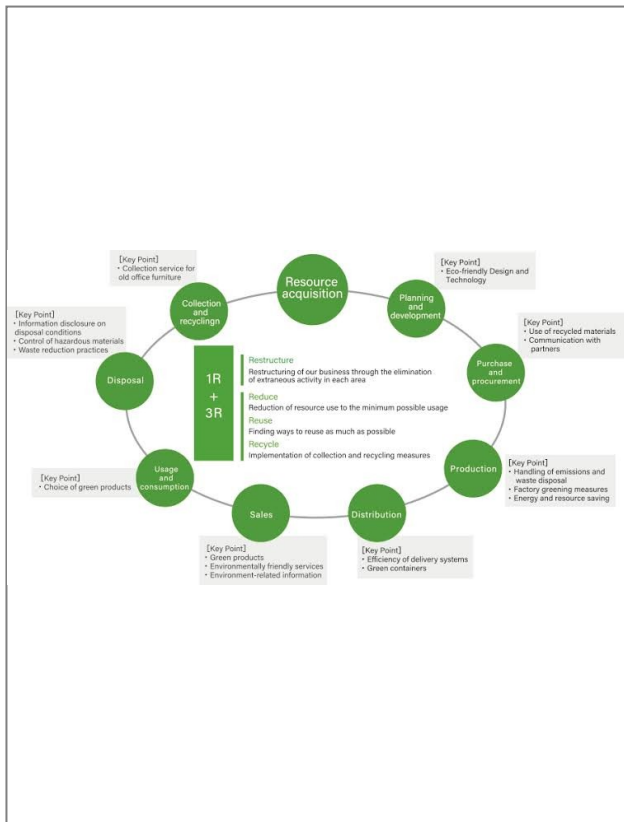 Resource
acquisition
[Key Point]
・Eco-friendly Design and
Technology
Planning
and
development
[Key Point]
・Use of recycled materials
・Communication with
partners
Purchase
and
procurement
[Key Point]
・Handling of emissions and
waste disposal
・Factory greening measures
・Energy and resource saving
Production
[Key Point]
・Efficiency of delivery systems
・Green containers
Distribution
[Key Point]
・Green products
・Environmentally friendly services
・Environment-related information
Sales
[Key Point]
・Choice of green products
Usage
and
consumption
[Key Point]
・Information disclosure on
disposal conditions
・Control of hazardous materials
・Waste reduction practices
Disposal
[Key Point]
・Collection service for
old office furniture
Collection
and
recyclingn
1R
+
3R
Restructure
Restructuring of our business through the elimination
of extraneous activity in each area
Reduce
Reduction of resource use to the minimum possible usage
Reuse
Finding ways to reuse as much as possible
Recycle
Implementation of collection and recycling measures